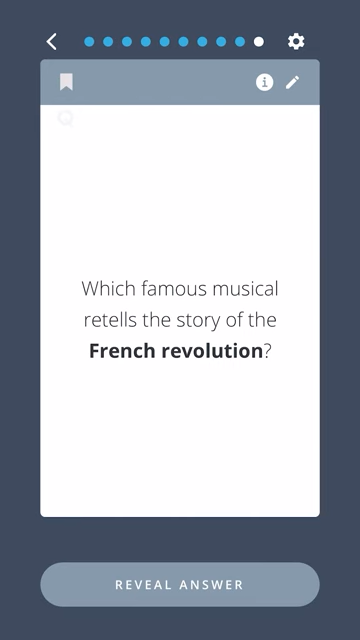 Q
Which famous musical
retells the story of the
French revolution?
REVEAL ANSWER